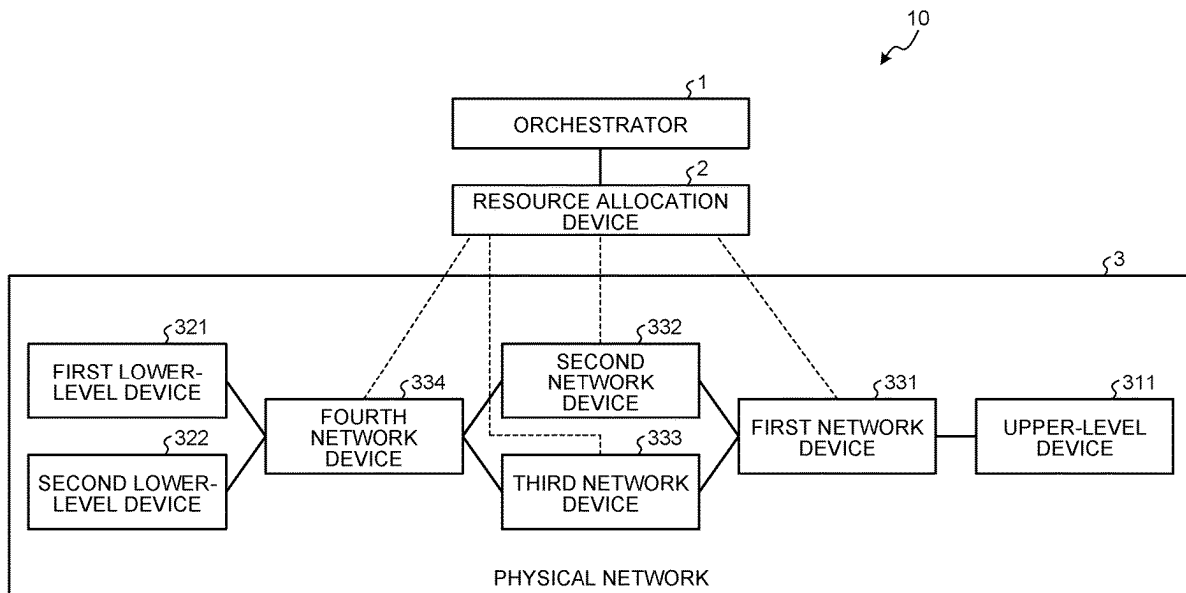 10
1
ORCHESTRATOR
2
RESOURCE ALLOCATION
DEVICE
3
321
FIRST LOWER-
LEVEL DEVICE
322
SECOND LOWER-
LEVEL DEVICE
334
FOURTH
NETWORK
DEVICE
332
SECOND
NETWORK
DEVICE
333
THIRD NETWORK
DEVICE
331
FIRST NETWORK
DEVICE
311
UPPER-LEVEL
DEVICE
PHYSICAL NETWORK